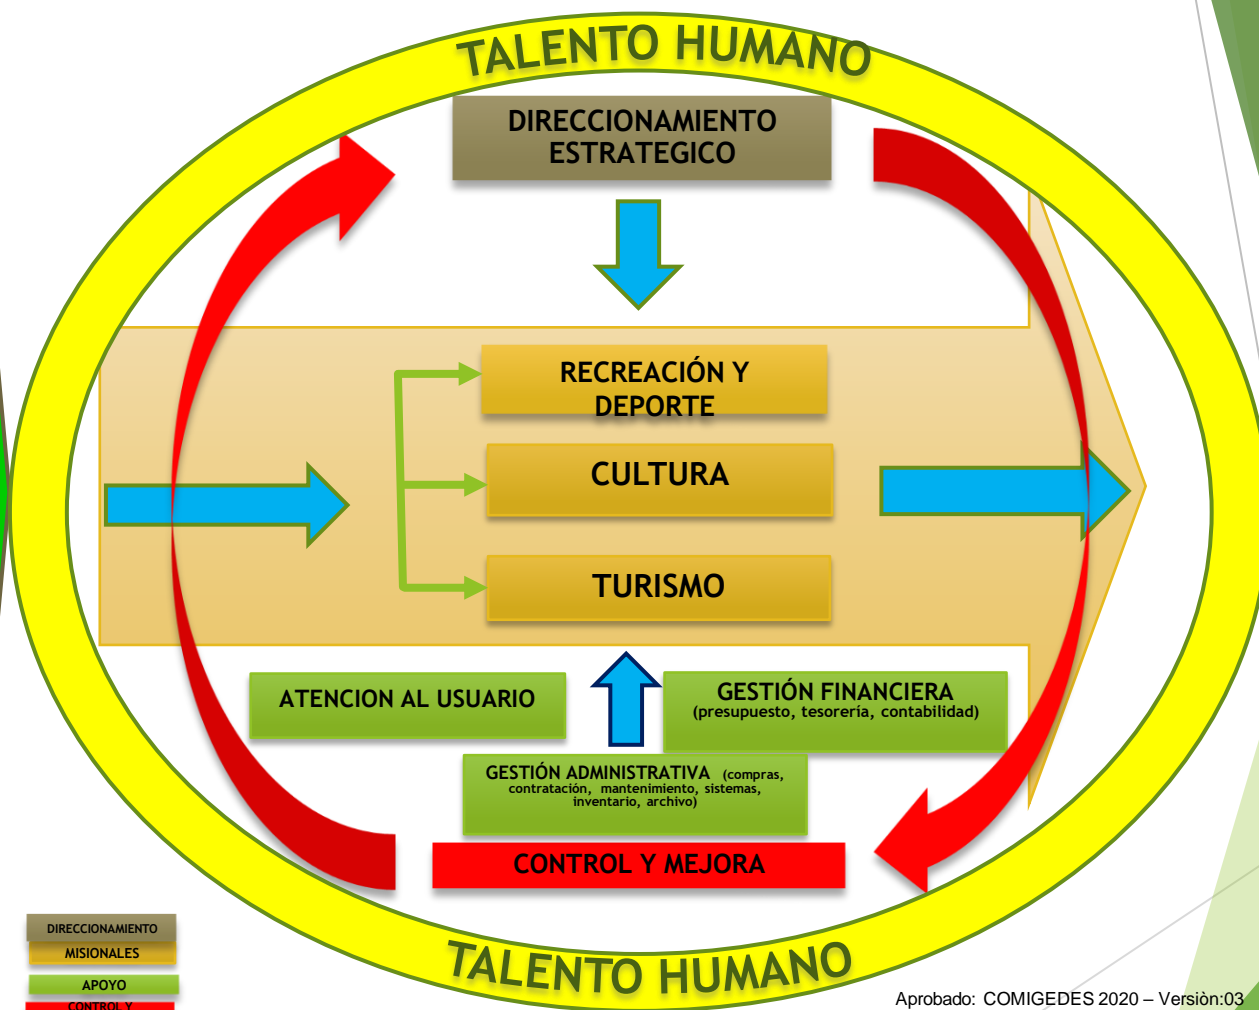 TALENTO HUMANO
DIRECCIONAMIENTO
ESTRATEGICO
RECREACIÓN Y
DEPORTE
CULTURA
TURISMO
ATENCION AL USUARIO
GESTIÓN FINANCIERA
(presupuesto, tesorería, contabilidad)
GESTIÓN ADMINISTRATIVA (compras,
contratación, mantenimiento, sistemas,
inventario, archivo)
CONTROL Y MEJORA
TALENTO HUMANO
DIRECCIONAMIENTO
MISIONALES
APOYO
CONTROL Y
Aprobado: COMIGEDES 2020 – Versiòn:03